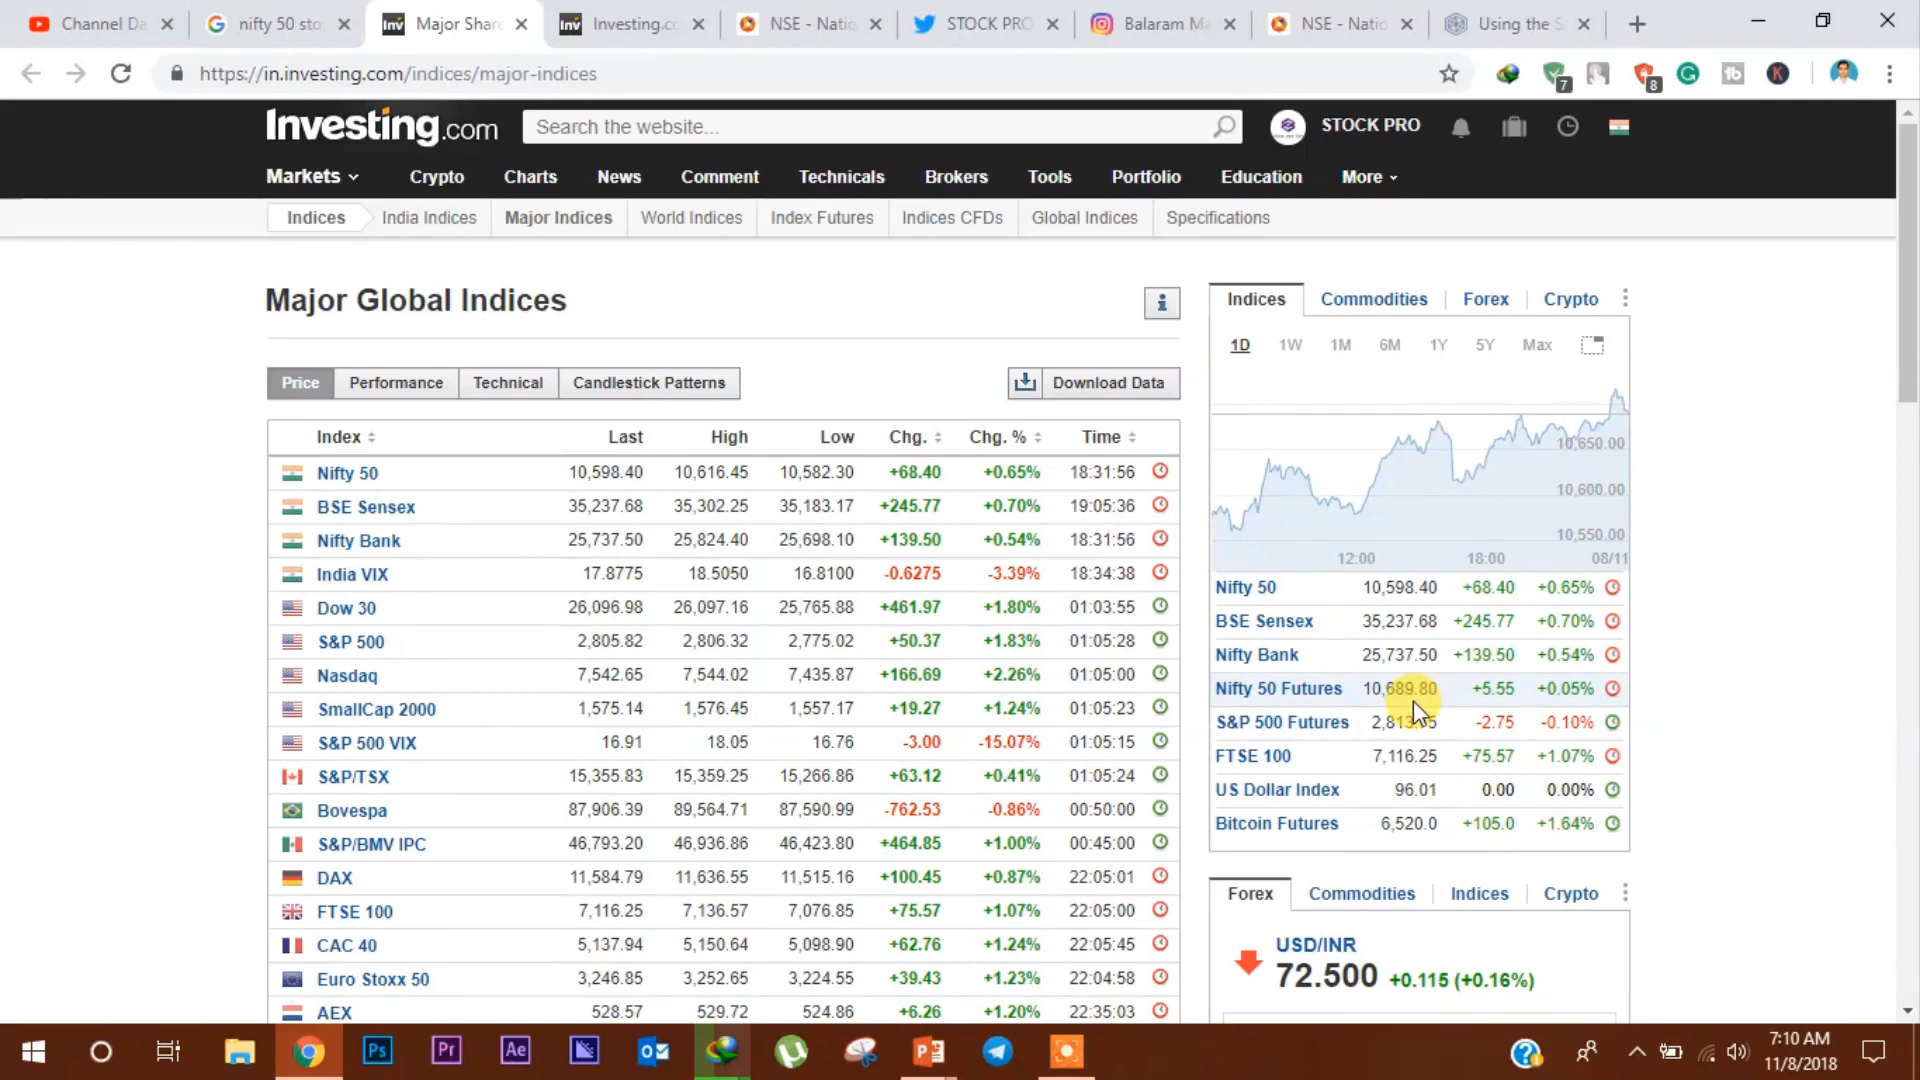 Channel Da
nifty 50 sto
Major Share
Investing.co
NSE - Natio
STOCK PRO
Balaram Ma
NSE - Natio
Using the S
https://in.investing.com/indices/major-indices
7
8
Investing.com
Search the website...
STOCK PRO
Markets Crypto Charts News Comment Technicals Brokers Tools Portfolio Education More
Indices India Indices Major Indices World Indices Index Futures Indices CFDs Global Indices Specifications
Major Global Indices
Price Performance Technical Candlestick Patterns Download Data
Index Last High Low Chg. Chg. % Time
Nifty 50 10,598.40 10,616.45 10,582.30 +68.40 +0.65% 18:31:56
BSE Sensex 35,237.68 35,302.25 35,183.17 +245.77 +0.70% 19:05:36
Nifty Bank 25,737.50 25,824.40 25,698.10 +139.50 +0.54% 18:31:56
India VIX 17.8775 18.5050 16.8100 -0.6275 -3.39% 18:34:38
Dow 30 26,096.98 26,097.16 25,765.88 +461.97 +1.80% 01:03:55
S&P 500 2,805.82 2,806.32 2,775.02 +50.37 +1.83% 01:05:28
Nasdaq 7,542.65 7,544.02 7,435.87 +166.69 +2.26% 01:05:00
SmallCap 2000 1,575.14 1,576.45 1,557.17 +19.27 +1.24% 01:05:23
S&P 500 VIX 16.91 18.05 16.76 -3.00 -15.07% 01:05:15
S&P/TSX 15,355.83 15,359.25 15,266.86 +63.12 +0.41% 01:05:24
Bovespa 87,906.39 89,564.71 87,590.99 -762.53 -0.86% 00:50:00
S&P/BMV IPC 46,793.20 46,936.86 46,423.80 +464.85 +1.00% 00:45:00
DAX 11,584.79 11,636.55 11,515.16 +100.45 +0.87% 22:05:01
FTSE 100 7,116.25 7,136.57 7,076.85 +75.57 +1.07% 22:05:00
CAC 40 5,137.94 5,150.64 5,098.90 +62.76 +1.24% 22:05:45
Euro Stoxx 50 3,246.85 3,252.65 3,224.55 +39.43 +1.23% 22:04:58
AEX 528.57 529.72 524.86 +6.26 +1.20% 22:35:03
Indices Commodities Forex Crypto
1D 1W 1M 6M 1Y 5Y Max
10,650.00
10,600.00
10,550.00
12:00 18:00 08/11
Nifty 50 10,598.40 +68.40 +0.65%
BSE Sensex 35,237.68 +245.77 +0.70%
Nifty Bank 25,737.50 +139.50 +0.54%
Nifty 50 Futures 10,689.80 +5.55 +0.05%
S&P 500 Futures -2.75 -0.10%
FTSE 100 7,116.25 +75.57 +1.07%
US Dollar Index 96.01 0.00 0.00%
Bitcoin Futures 6,520.0 +105.0 +1.64%
Forex Commodities Indices Crypto
USD/INR
72.500 +0.115 (+0.16%)
Ps Pr Ae
7:10 AM
11/8/2018